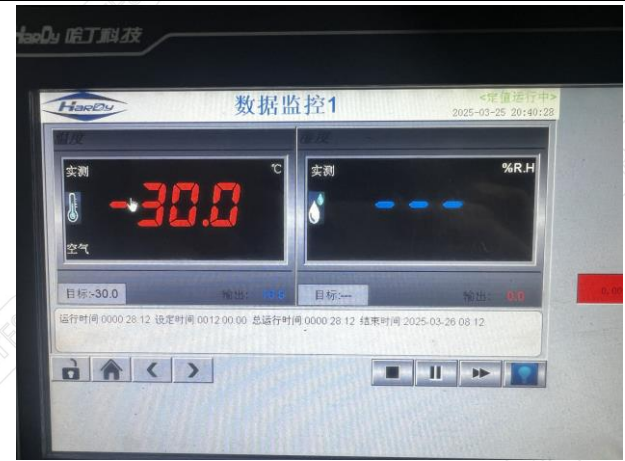 HarDy 哈丁科技
HarDy
数据监控1
<定值运行中>
2025-03-25 20:40:28
温度
湿度
实测
℃
-30.0
空气
实测
%R.H
---
目标:-30.0
输出:
目标:---
输出: 0.0
运行时间 0000:28:12 设定时间 0012:00:00 总运行时间 0000:28:12 结束时间 2025-03-26 08:12
0.00